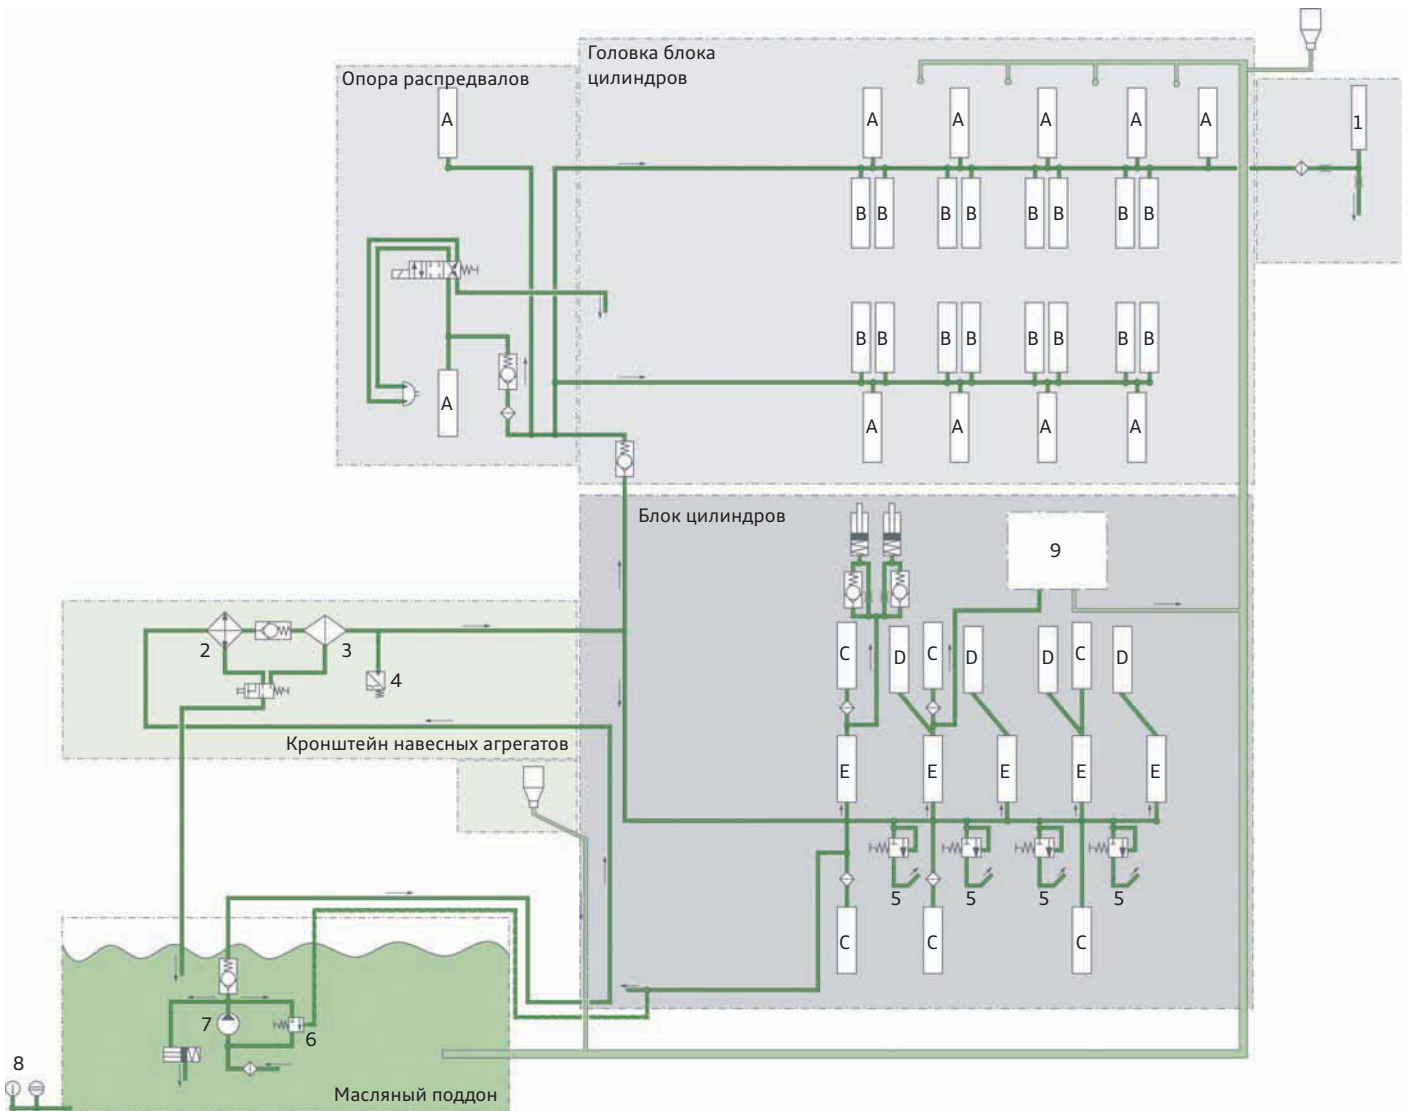 Головка блока
цилиндров
Опора распредвалов
A
A A A A A
1
B B B B B B B B
B B B B B B B B
A
A A A A
Блок цилиндров
9
2
3
4
C D C D D C D
Кронштейн навесных агрегатов
E E E E E
5 5 5 5
C C C
7
6
8
Масляный поддон